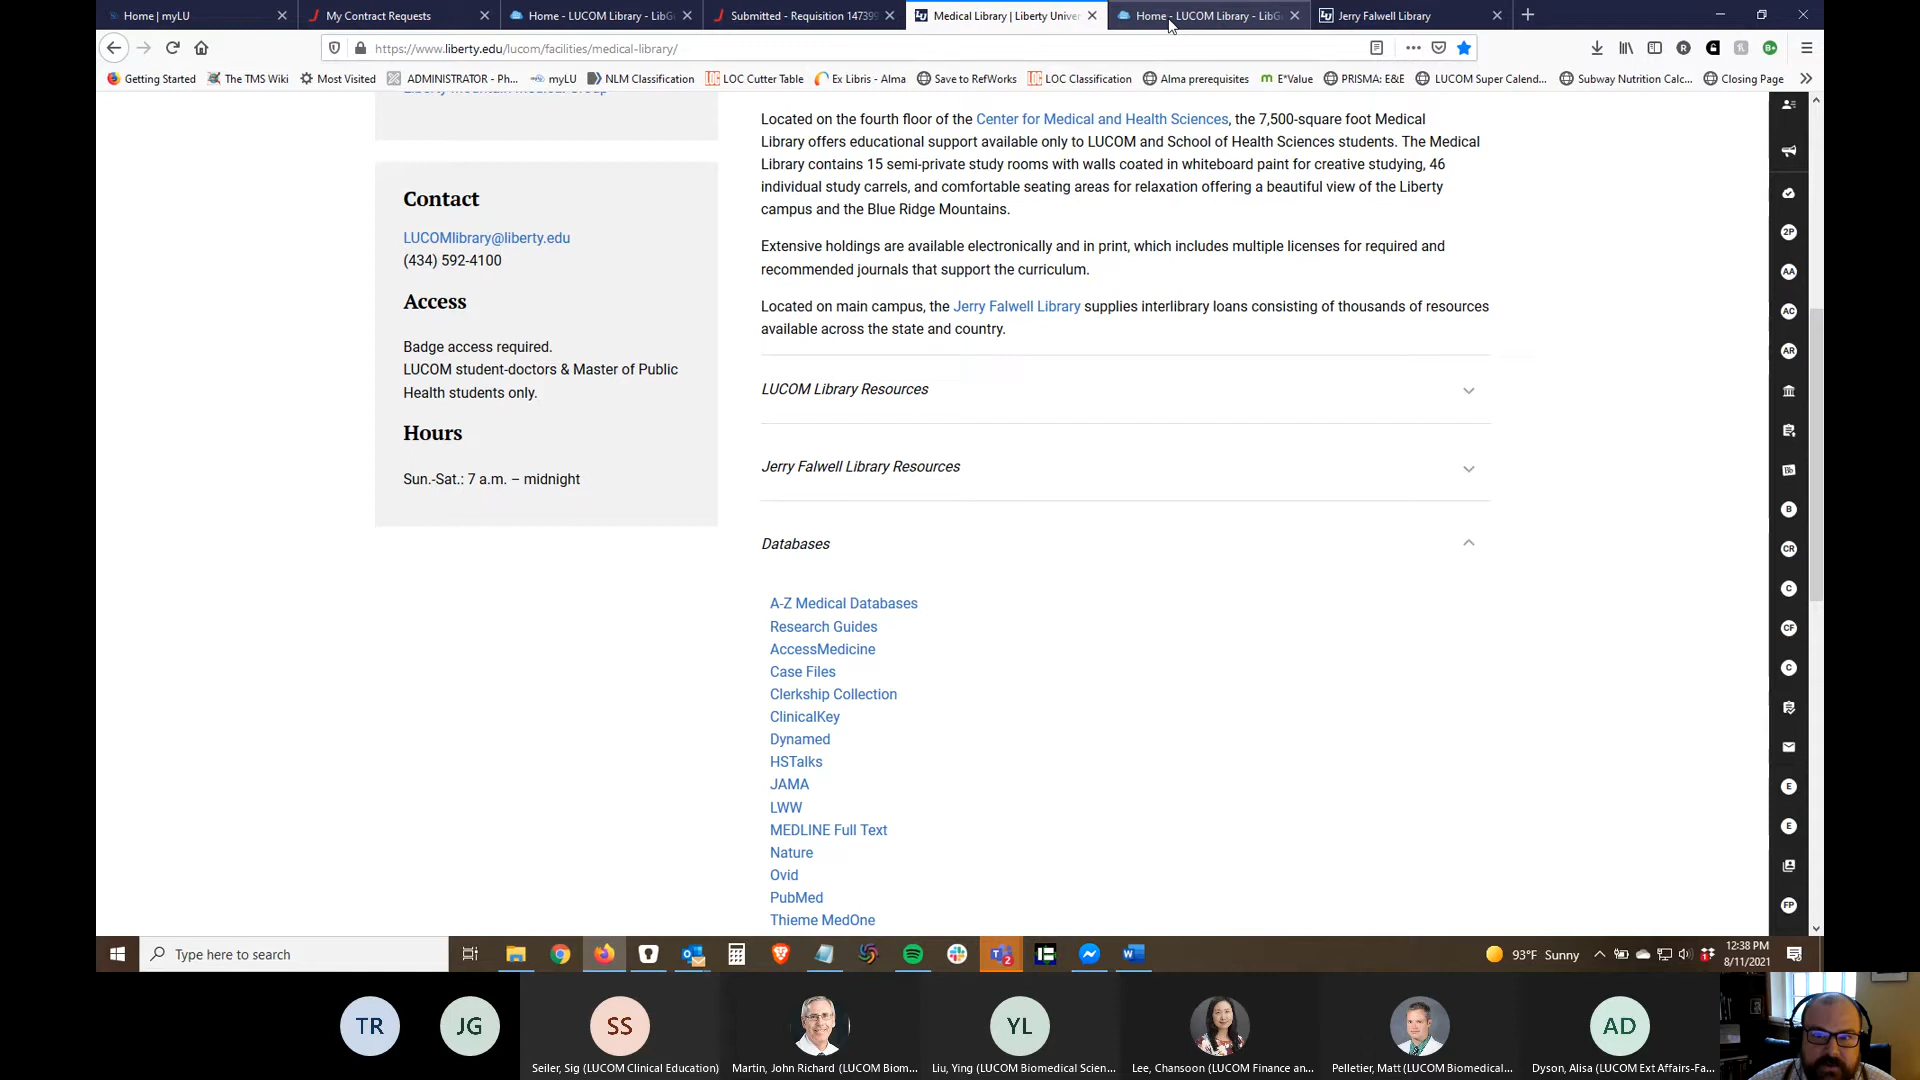 Home | myLU
My Contract Requests
Home - LUCOM Library - LibG
Submitted - Requisition 147399
Medical Library | Liberty Univer
Home - LUCOM Library - LibG
Jerry Falwell Library
https://www.liberty.edu/lucom/facilities/medical-library/
Getting Started
The TMS Wiki
Most Visited
ADMINISTRATOR - Ph...
myLU
NLM Classification
LOC Cutter Table
Ex Libris - Alma
Save to RefWorks
LOC Classification
Alma prerequisites
E*Value
PRISMA: E&E
LUCOM Super Calend...
Subway Nutrition Calc...
Closing Page
Liberty Mountain Medical Group
Contact
LUCOMlibrary@liberty.edu
(434) 592-4100
Access
Badge access required.
LUCOM student-doctors & Master of Public
Health students only.
Hours
Sun.-Sat.: 7 a.m. – midnight
Located on the fourth floor of the Center for Medical and Health Sciences, the 7,500-square foot Medical
Library offers educational support available only to LUCOM and School of Health Sciences students. The Medical
Library contains 15 semi-private study rooms with walls coated in whiteboard paint for creative studying, 46
individual study carrels, and comfortable seating areas for relaxation offering a beautiful view of the Liberty
campus and the Blue Ridge Mountains.
Extensive holdings are available electronically and in print, which includes multiple licenses for required and
recommended journals that support the curriculum.
Located on main campus, the Jerry Falwell Library supplies interlibrary loans consisting of thousands of resources
available across the state and country.
LUCOM Library Resources
Jerry Falwell Library Resources
Databases
A-Z Medical Databases
Research Guides
AccessMedicine
Case Files
Clerkship Collection
ClinicalKey
Dynamed
HSTalks
JAMA
LWW
MEDLINE Full Text
Nature
Ovid
PubMed
Thieme MedOne
2P
AA
AC
AR
B
CR
C
CF
C
E
E
FP
Type here to search
93°F Sunny
12:38 PM
8/11/2021
TR
JG
SS
YL
AD
Seiler, Sig (LUCOM Clinical Education)
Martin, John Richard (LUCOM Biom...
Liu, Ying (LUCOM Biomedical Scien...
Lee, Chansoon (LUCOM Finance an...
Pelletier, Matt (LUCOM Biomedical...
Dyson, Alisa (LUCOM Ext Affairs-Fa...